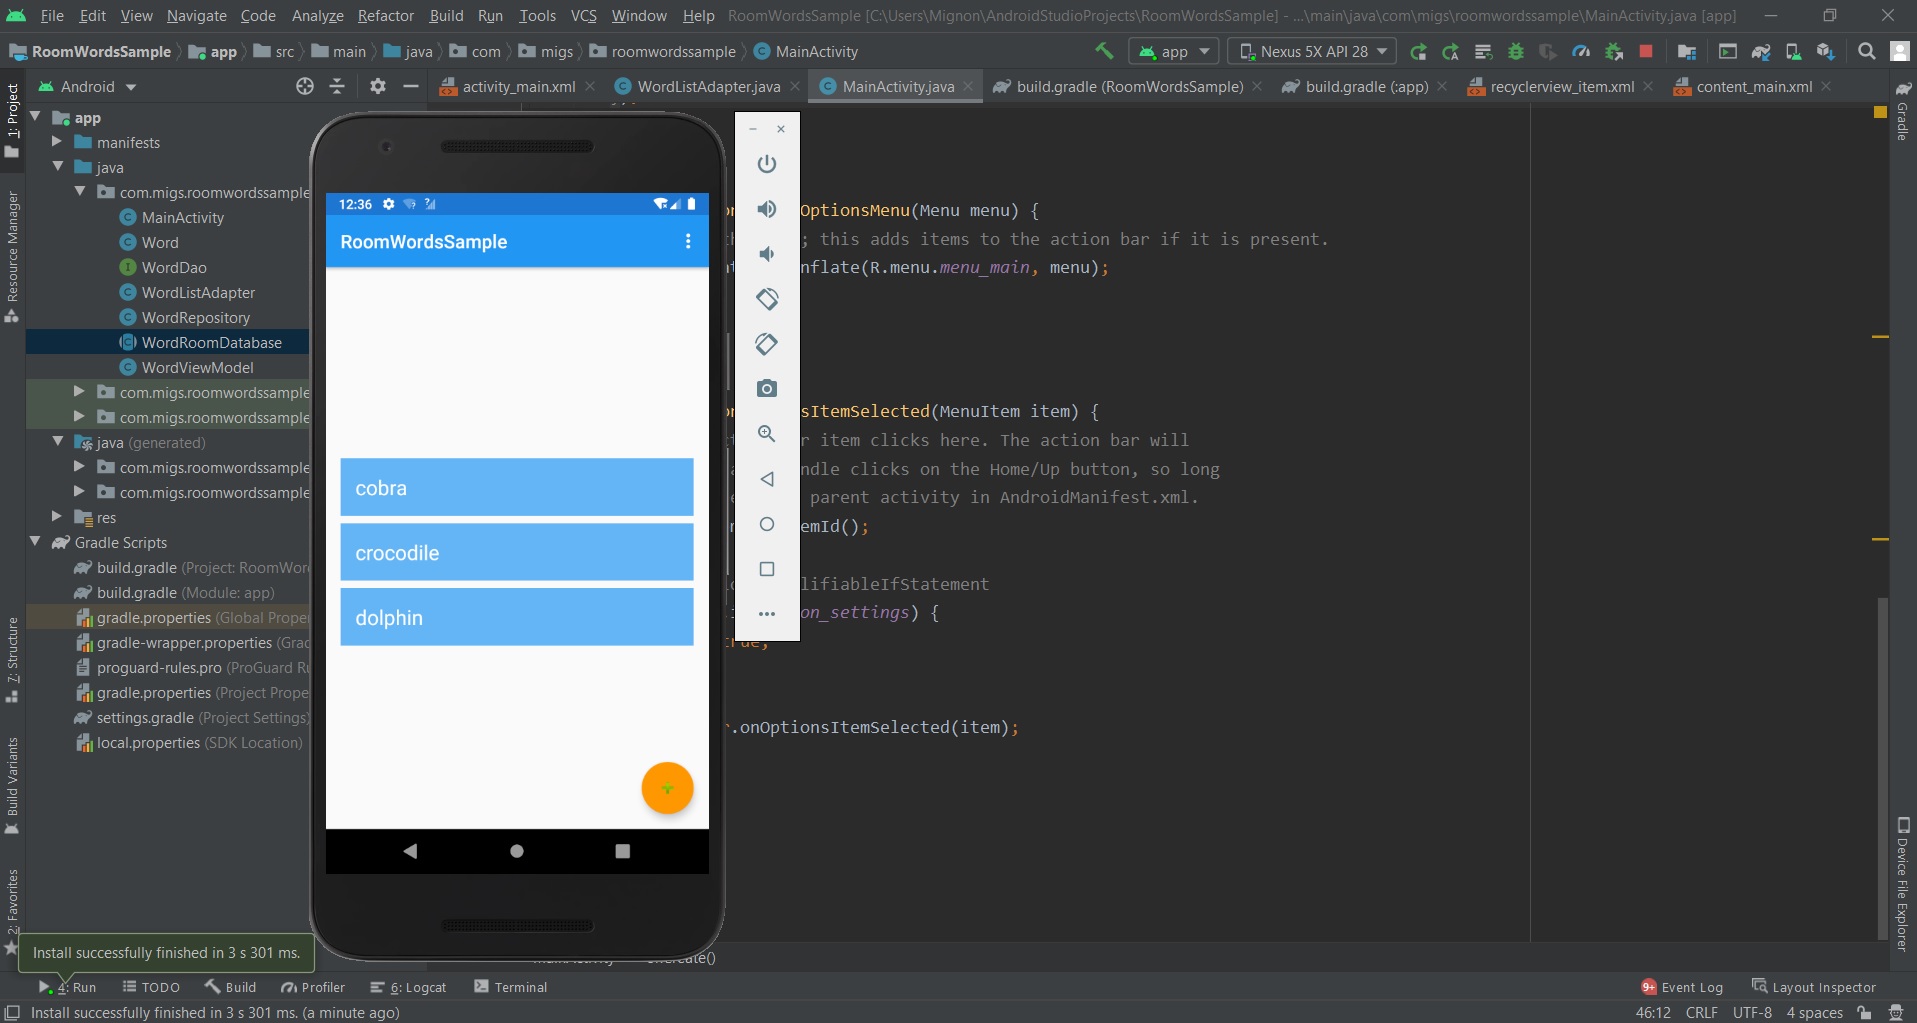 File Edit View Navigate Code Analyze Refactor Build Run Tools VCS Window Help RoomWordsSample [C:\Users\Mignon\AndroidStudioProjects\RoomWordsSample] - ...\main\java\com\migs\roomwordssample\MainActivity.java [app]
RoomWordsSample app src main java com migs roomwordssample MainActivity app Nexus 5X API 28
Android activity_main.xml WordListAdapter.java MainActivity.java build.gradle (RoomWordsSample) build.gradle (:app) recyclerview_item.xml content_main.xml
1: Project
Resource Manager
7: Structure
Build Variants
2: Favorites
app
manifests
java
com.migs.roomwordssample
MainActivity
Word
WordDao
WordListAdapter
WordRepository
WordRoomDatabase
WordViewModel
com.migs.roomwordssample
com.migs.roomwordssample
java (generated)
com.migs.roomwordssample
com.migs.roomwordssample
res
Gradle Scripts
build.gradle (Project: RoomWor
build.gradle (Module: app)
gradle.properties (Global Prope
gradle-wrapper.properties (Grad
proguard-rules.pro (ProGuard Ru
gradle.properties (Project Prope
settings.gradle (Project Settings)
local.properties (SDK Location)
12:36
RoomWordsSample
cobra
crocodile
dolphin
OptionsMenu(Menu menu) {
; this adds items to the action bar if it is present.
nflate(R.menu.menu_main, menu);
sItemSelected(MenuItem item) {
r item clicks here. The action bar will
ndle clicks on the Home/Up button, so long
parent activity in AndroidManifest.xml.
emId();
lifiableIfStatement
on_settings) {
true;
.onOptionsItemSelected(item);
Gradle
Device File Explorer
Install successfully finished in 3 s 301 ms.
4: Run TODO Build Profiler 6: Logcat Terminal 9+ Event Log Layout Inspector
Install successfully finished in 3 s 301 ms. (a minute ago) 46:12 CRLF UTF-8 4 spaces